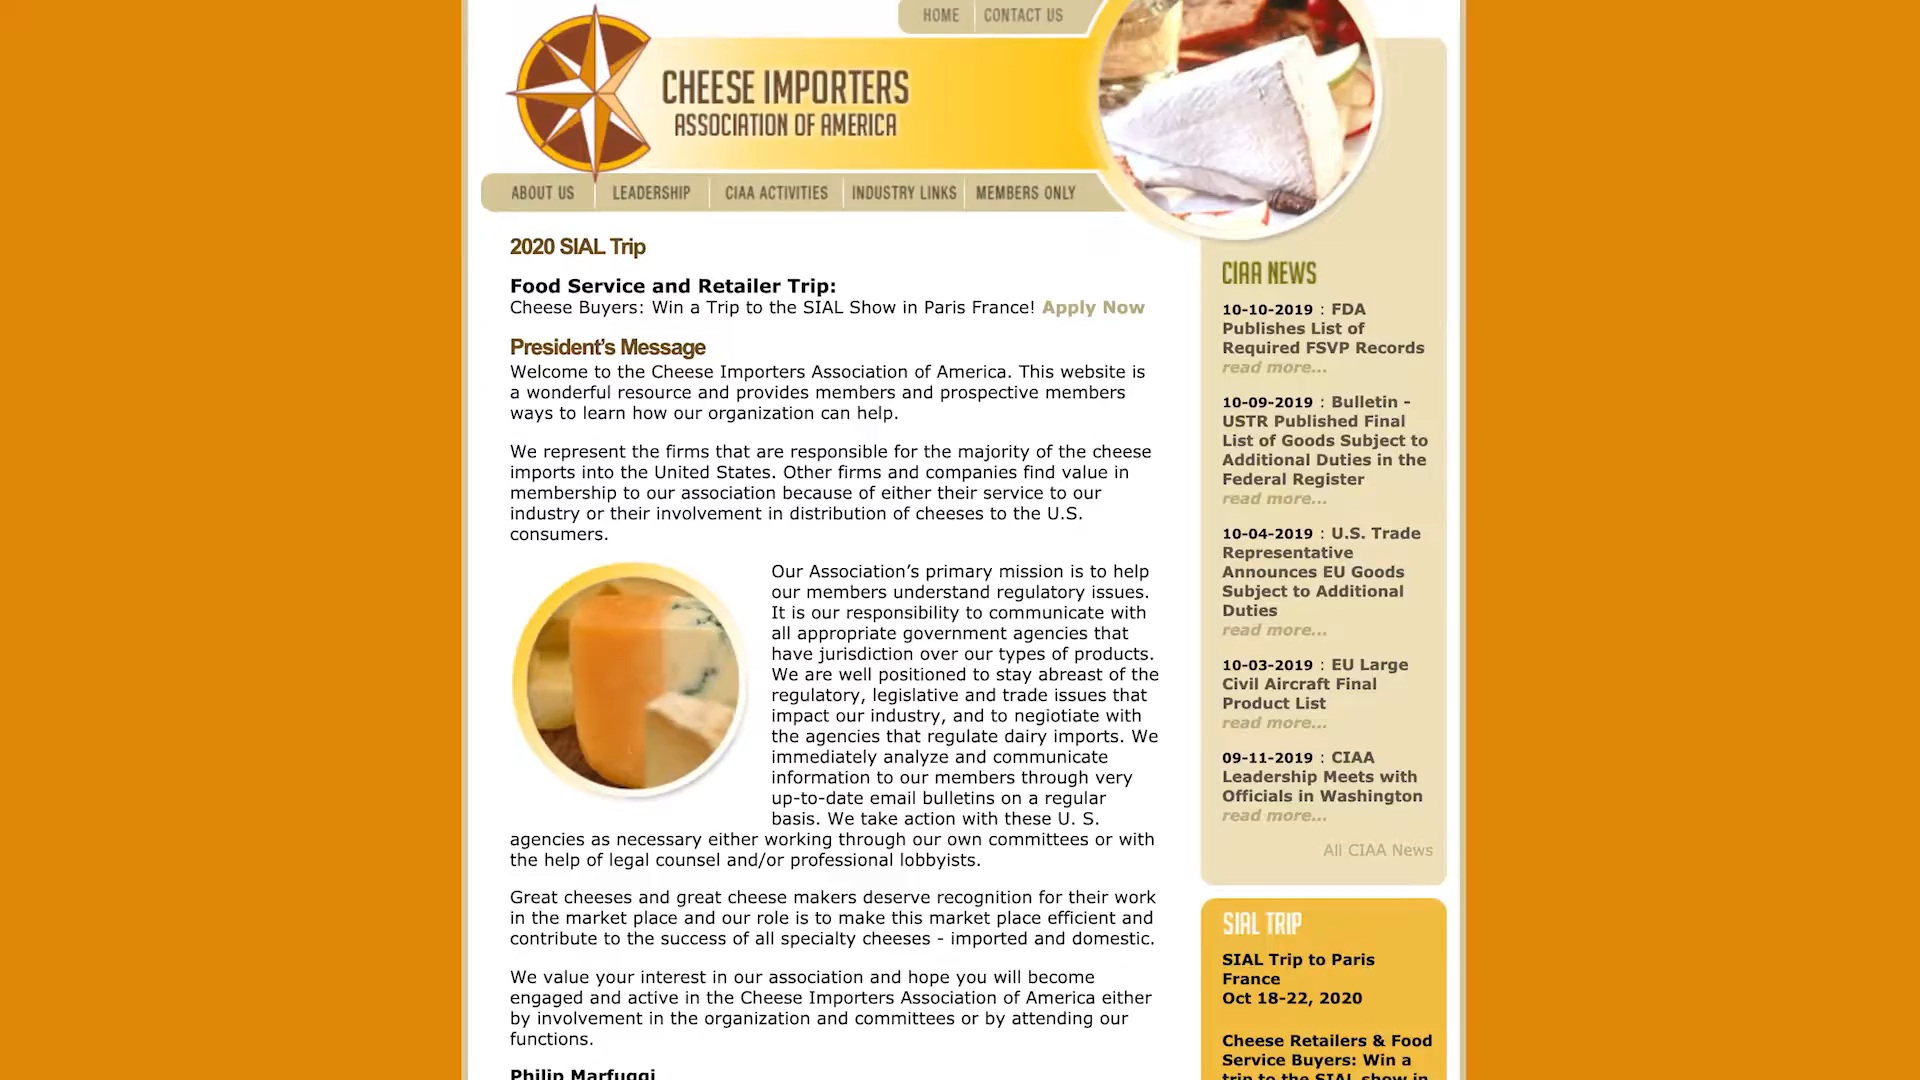 HOME
CONTACT US
CHEESE IMPORTERS
ASSOCIATION OF AMERICA
ABOUT US
LEADERSHIP
CIAA ACTIVITIES
INDUSTRY LINKS
MEMBERS ONLY
2020 SIAL Trip
Food Service and Retailer Trip:
Cheese Buyers: Win a Trip to the SIAL Show in Paris France! Apply Now
President's Message
Welcome to the Cheese Importers Association of America. This website is
a wonderful resource and provides members and prospective members
ways to learn how our organization can help.
We represent the firms that are responsible for the majority of the cheese
imports into the United States. Other firms and companies find value in
membership to our association because of either their service to our
industry or their involvement in distribution of cheeses to the U.S.
consumers.
Our Association's primary mission is to help
our members understand regulatory issues.
It is our responsibility to communicate with
all appropriate government agencies that
have jurisdiction over our types of products.
We are well positioned to stay abreast of the
regulatory, legislative and trade issues that
impact our industry, and to negiotiate with
the agencies that regulate dairy imports. We
immediately analyze and communicate
information to our members through very
up-to-date email bulletins on a regular
basis. We take action with these U. S.
agencies as necessary either working through our own committees or with
the help of legal counsel and/or professional lobbyists.
Great cheeses and great cheese makers deserve recognition for their work
in the market place and our role is to make this market place efficient and
contribute to the success of all specialty cheeses - imported and domestic.
We value your interest in our association and hope you will become
engaged and active in the Cheese Importers Association of America either
by involvement in the organization and committees or by attending our
functions.
Philip Marfuggi
CIAA NEWS
10-10-2019 : FDA
Publishes List of
Required FSVP Records
read more...
10-09-2019 : Bulletin -
USTR Published Final
List of Goods Subject to
Additional Duties in the
Federal Register
read more...
10-04-2019 : U.S. Trade
Representative
Announces EU Goods
Subject to Additional
Duties
read more...
10-03-2019 : EU Large
Civil Aircraft Final
Product List
read more...
09-11-2019 : CIAA
Leadership Meets with
Officials in Washington
read more...
All CIAA News
SIAL TRIP
SIAL Trip to Paris
France
Oct 18-22, 2020
Cheese Retailers & Food
Service Buyers: Win a
trip to the SIAL show in